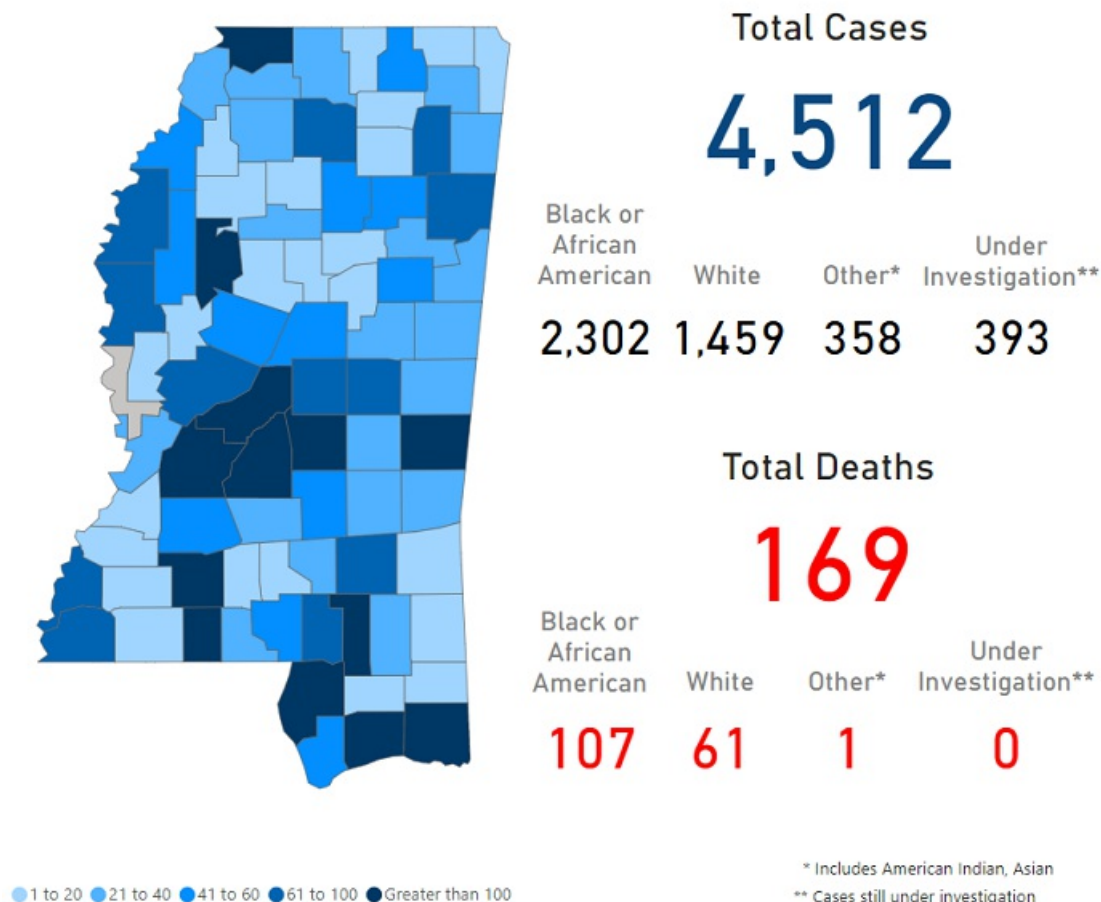 Total Cases
4,512
Black or
African
American
White
Other*
Under
Investigation**
2,302
1,459
358
393
Total Deaths
169
Black or
African
American
White
Other*
Under
Investigation**
107
61
1
0
1 to 20
21 to 40
41 to 60
61 to 100
Greater than 100
* Includes American Indian, Asian
** Cases still under investigation